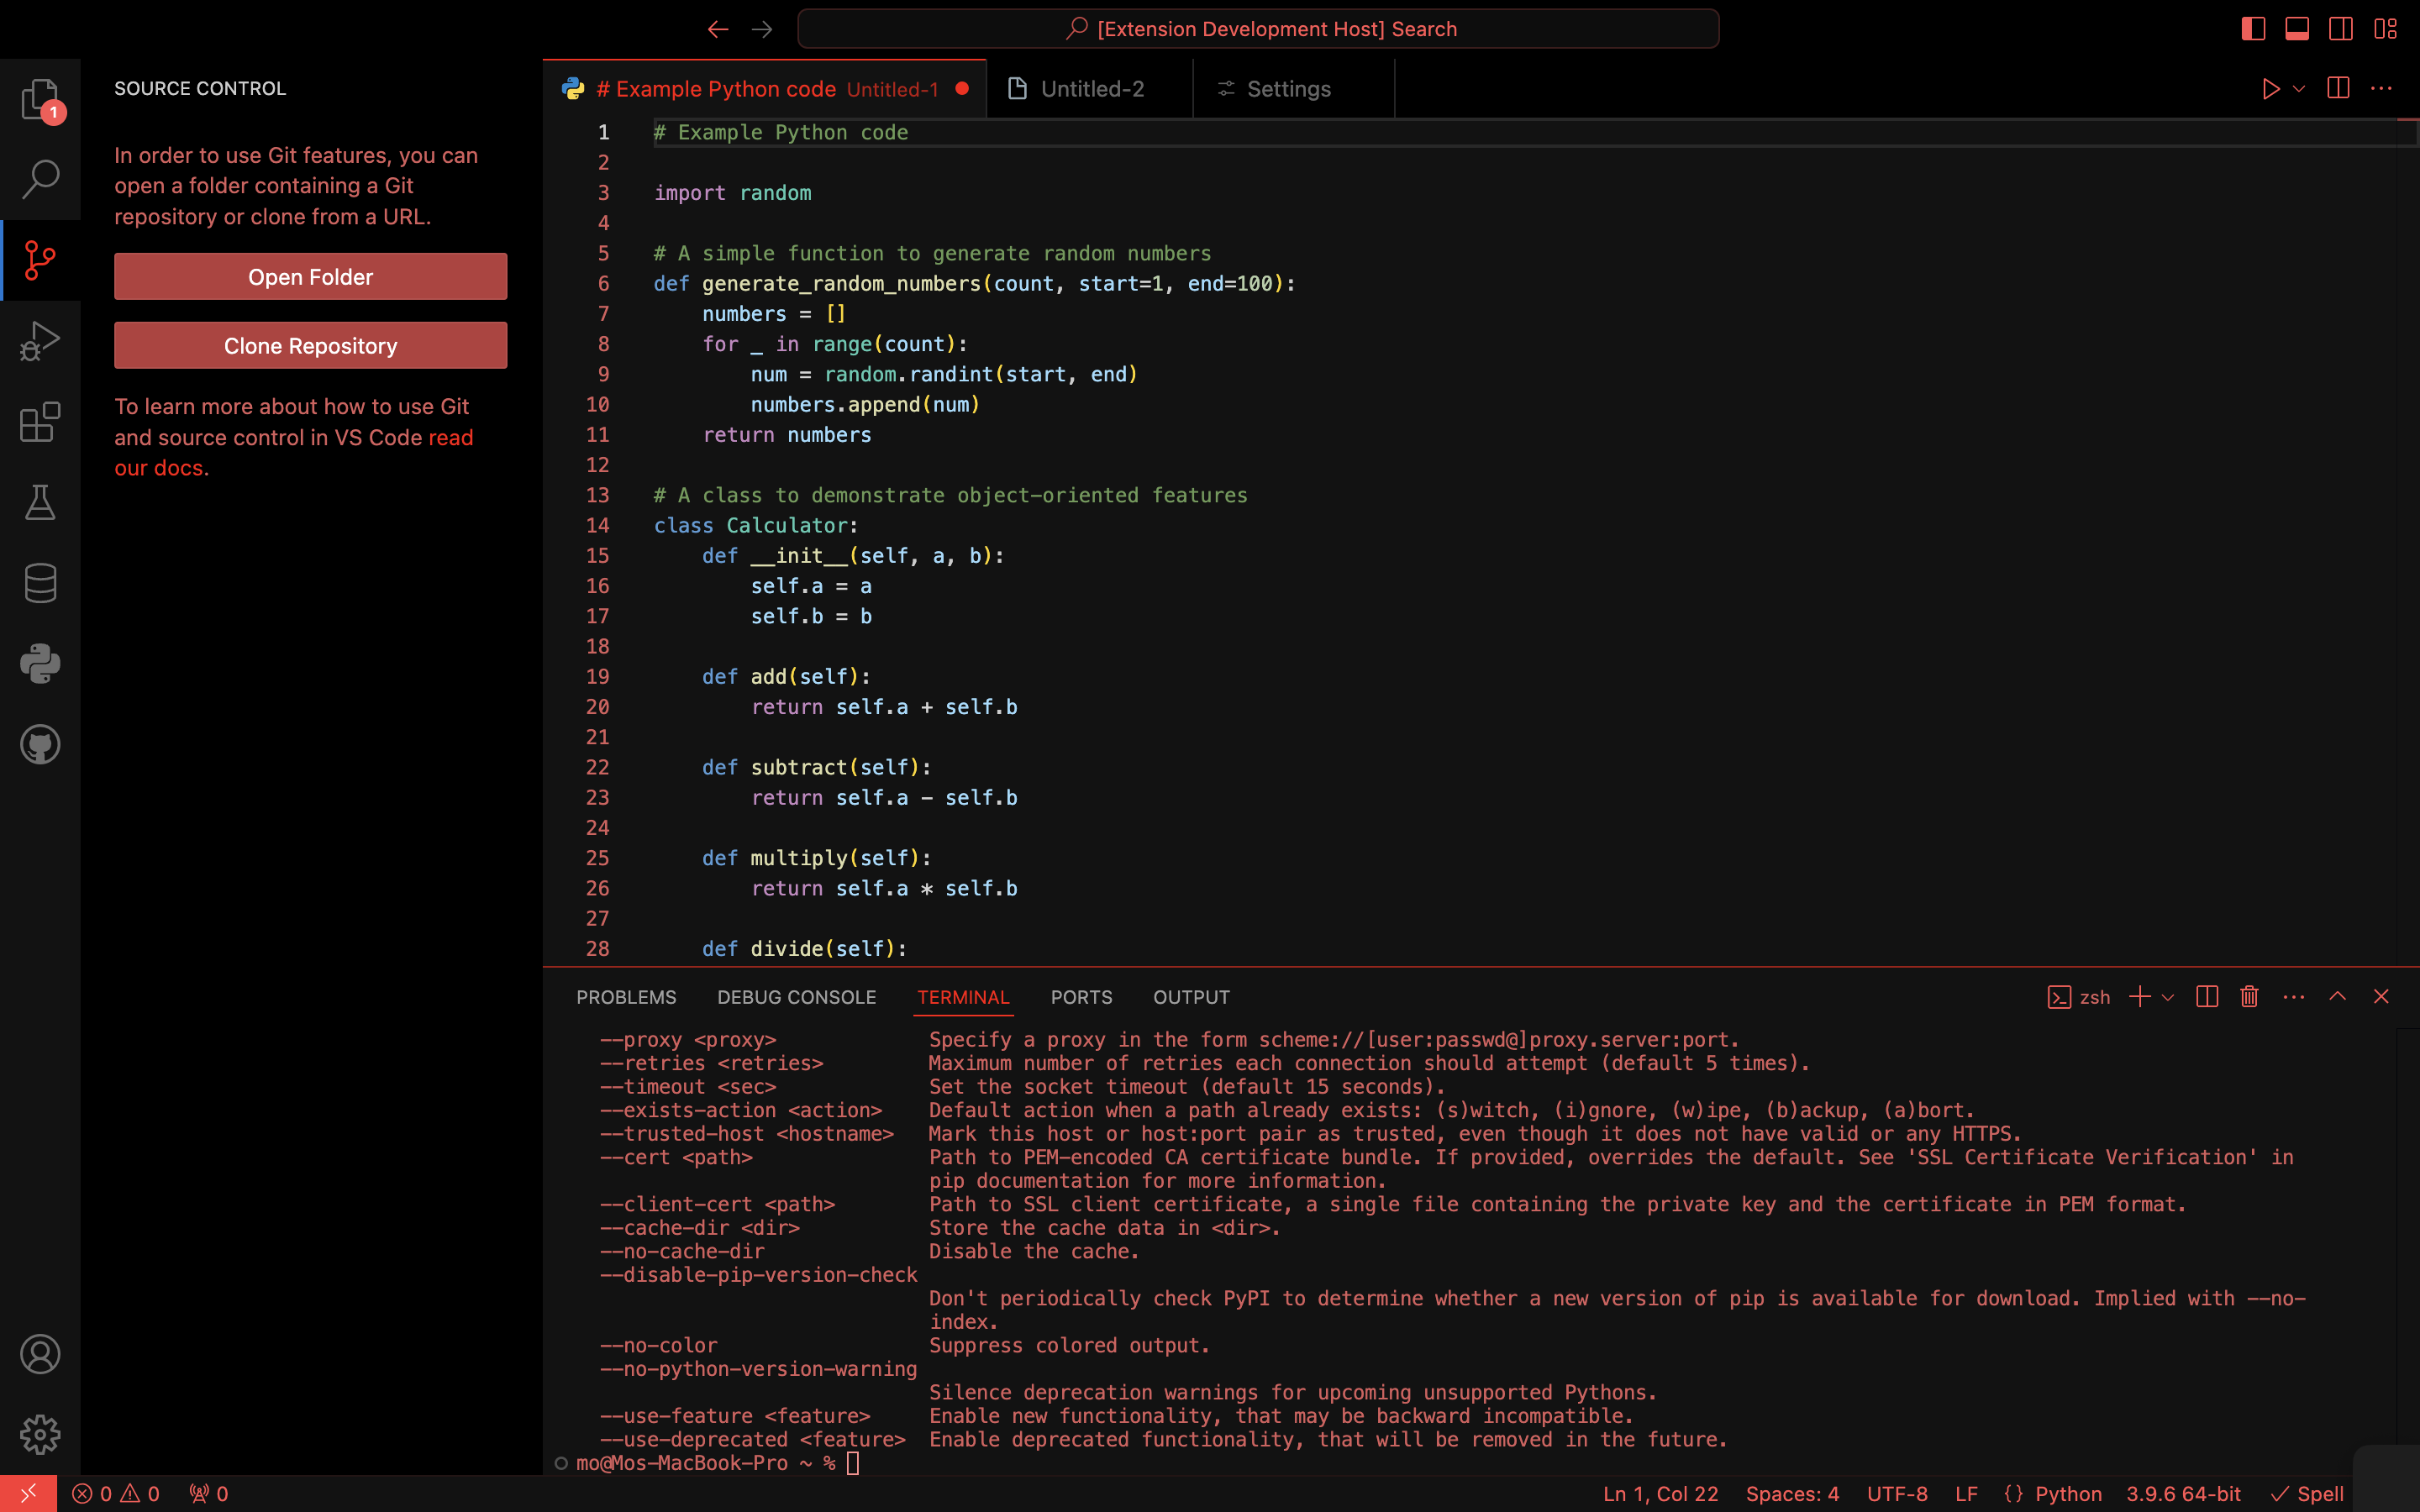 [Extension Development Host] Search
SOURCE CONTROL
In order to use Git features, you can
open a folder containing a Git
repository or clone from a URL.
Open Folder
Clone Repository
To learn more about how to use Git
and source control in VS Code read
our docs.
1
# Example Python code Untitled-1
Untitled-2
Settings
1 # Example Python code
2
3 import random
4
5 # A simple function to generate random numbers
6 def generate_random_numbers(count, start=1, end=100):
7     numbers = []
8     for _ in range(count):
9         num = random.randint(start, end)
10         numbers.append(num)
11     return numbers
12
13 # A class to demonstrate object-oriented features
14 class Calculator:
15     def __init__(self, a, b):
16         self.a = a
17         self.b = b
18
19     def add(self):
20         return self.a + self.b
21
22     def subtract(self):
23         return self.a - self.b
24
25     def multiply(self):
26         return self.a * self.b
27
28     def divide(self):
PROBLEMS DEBUG CONSOLE TERMINAL PORTS OUTPUT
zsh
--proxy <proxy> Specify a proxy in the form scheme://[user:passwd@]proxy.server:port.
--retries <retries> Maximum number of retries each connection should attempt (default 5 times).
--timeout <sec> Set the socket timeout (default 15 seconds).
--exists-action <action> Default action when a path already exists: (s)witch, (i)gnore, (w)ipe, (b)ackup, (a)bort.
--trusted-host <hostname> Mark this host or host:port pair as trusted, even though it does not have valid or any HTTPS.
--cert <path> Path to PEM-encoded CA certificate bundle. If provided, overrides the default. See 'SSL Certificate Verification' in
pip documentation for more information.
--client-cert <path> Path to SSL client certificate, a single file containing the private key and the certificate in PEM format.
--cache-dir <dir> Store the cache data in <dir>.
--no-cache-dir Disable the cache.
--disable-pip-version-check
Don't periodically check PyPI to determine whether a new version of pip is available for download. Implied with --no-
index.
--no-color Suppress colored output.
--no-python-version-warning
Silence deprecation warnings for upcoming unsupported Pythons.
--use-feature <feature> Enable new functionality, that may be backward incompatible.
--use-deprecated <feature> Enable deprecated functionality, that will be removed in the future.
mo@Mos-MacBook-Pro ~ %
0 0 0
Ln 1, Col 22 Spaces: 4 UTF-8 LF {} Python 3.9.6 64-bit Spell